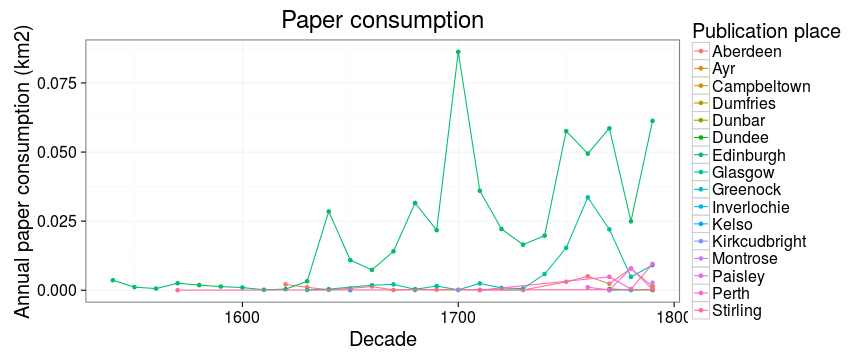 Paper consumption
Annual paper consumption (km2)
0.075
0.050
0.025
0.000
1600
1700
1800
Decade
Publication place
Aberdeen
Ayr
Campbeltown
Dumfries
Dunbar
Dundee
Edinburgh
Glasgow
Greenock
Inverlochie
Kelso
Kirkcudbright
Montrose
Paisley
Perth
Stirling